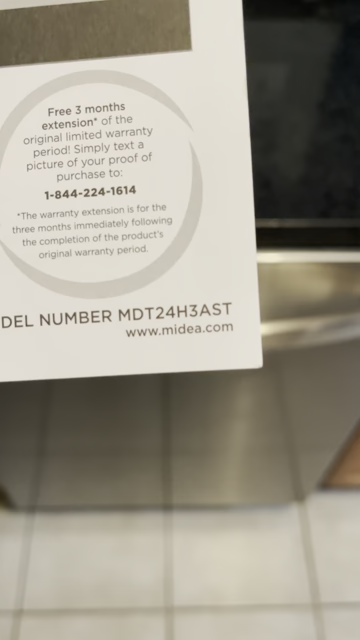 Free 3 months
extension* of the
original limited warranty
period! Simply text a
picture of your proof of
purchase to:
1-844-224-1614
*The warranty extension is for the
three months immediately following
the completion of the product's
original warranty period.
DEL NUMBER MDT24H3AST
www.midea.com